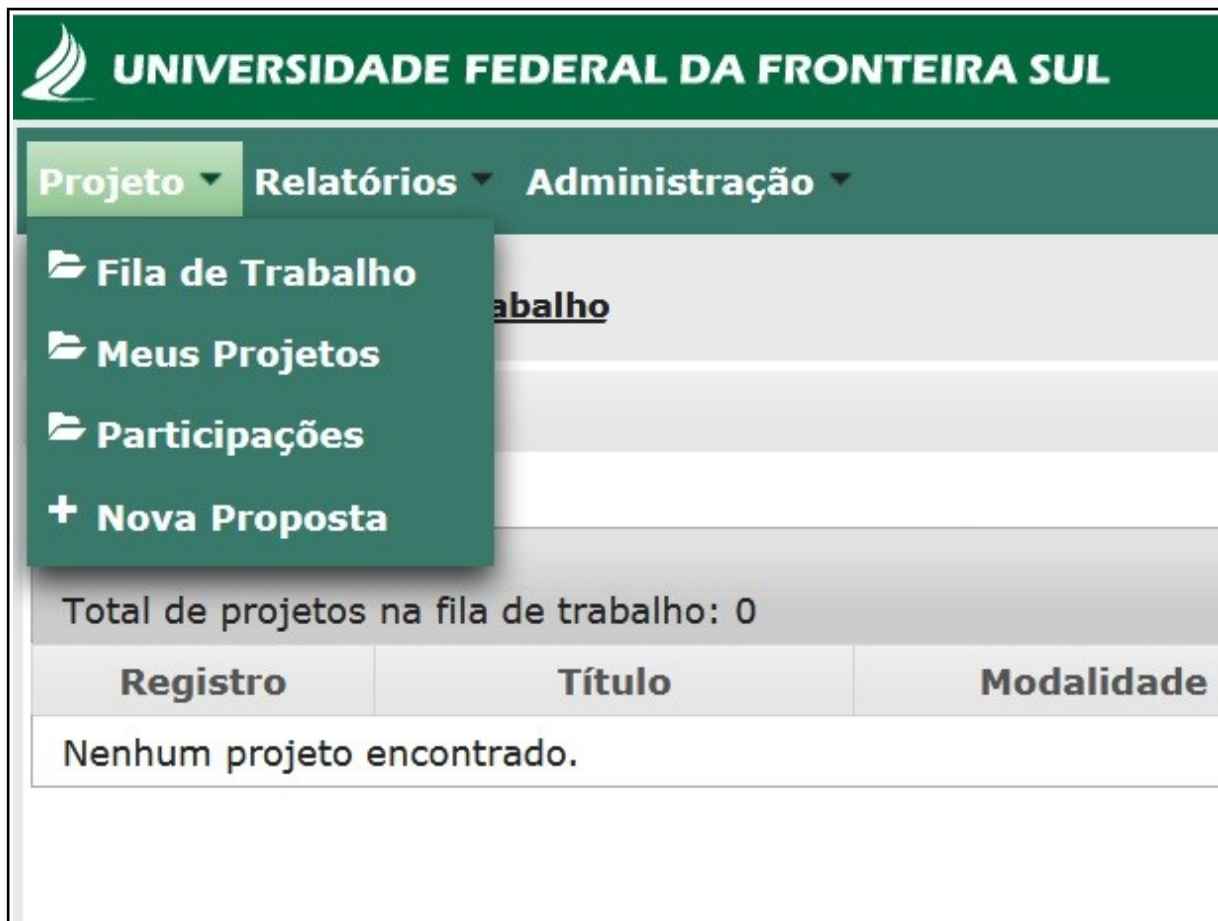 UNIVERSIDADE FEDERAL DA FRONTEIRA SUL
Projeto Relatórios Administração
Fila de Trabalho
abalho
Meus Projetos
Participações
+ Nova Proposta
Total de projetos na fila de trabalho: 0
Registro Título Modalidade
Nenhum projeto encontrado.